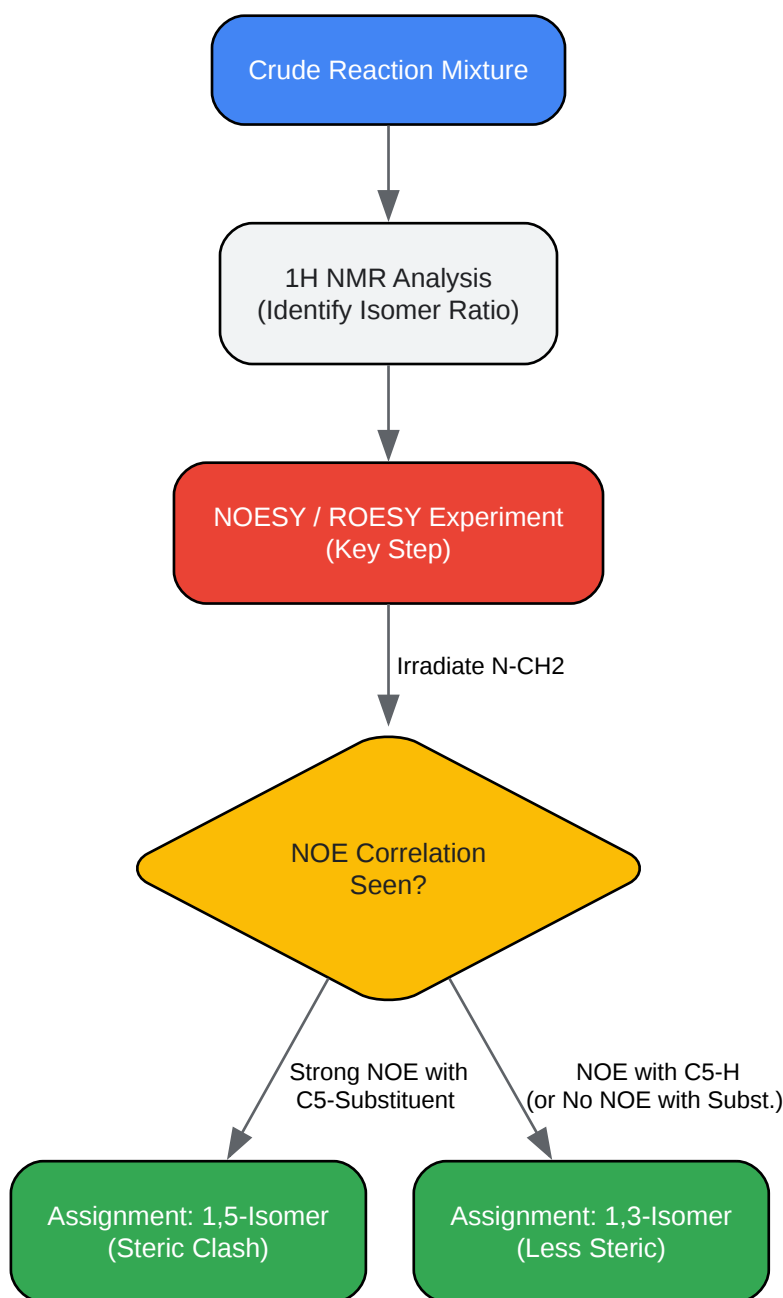 Crude Reaction Mixture
1H NMR Analysis
(Identify Isomer Ratio)
NOESY / ROESY Experiment
(Key Step)
Irradiate N-CH2
NOE Correlation
Seen?
Strong NOE with
C5-Substituent
NOE with C5-H
(or No NOE with Subst.)
Assignment: 1,5-Isomer
(Steric Clash)
Assignment: 1,3-Isomer
(Less Steric)